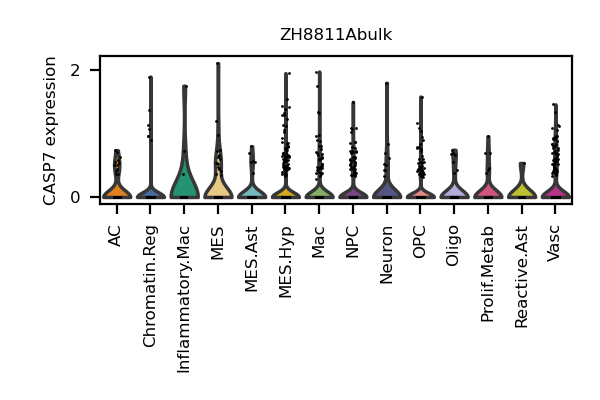 ZH8811Abulk
CASP7 expression
2
0
AC
Chromatin.Reg
Inflammatory.Mac
MES
MES.Ast
MES.Hyp
Mac
NPC
Neuron
OPC
Oligo
Prolif.Metab
Reactive.Ast
Vasc